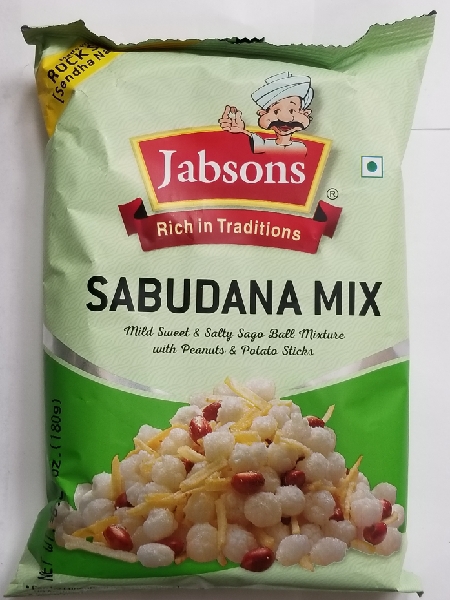 ROCK S
(Sendha Na
Jabsons
®
Rich in Traditions
SABUDANA MIX
Mild Sweet & Salty Sago Ball Mixture
with Peanuts & Potato Sticks
NET OZ. (180g)